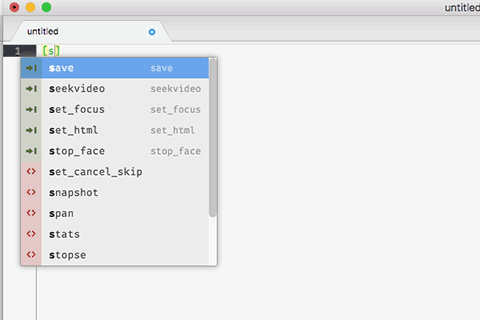 untitled
untitled
1 [s]
save save
seekvideo seekvideo
set_focus set_focus
set_html set_html
stop_face stop_face
set_cancel_skip
snapshot
span
stats
stopse